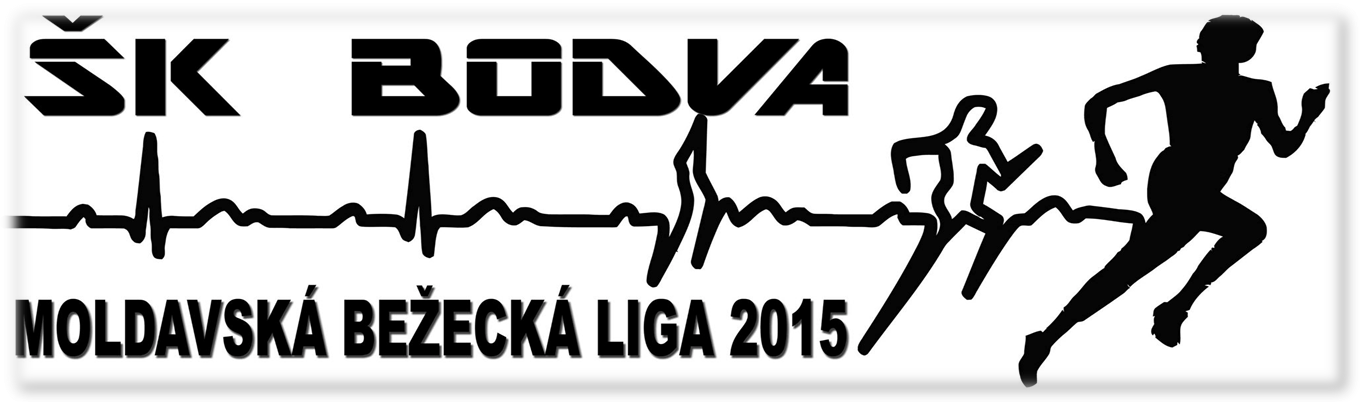 ŠK BODVA
MOLDAVSKÁ BEŽECKÁ LIGA 2015